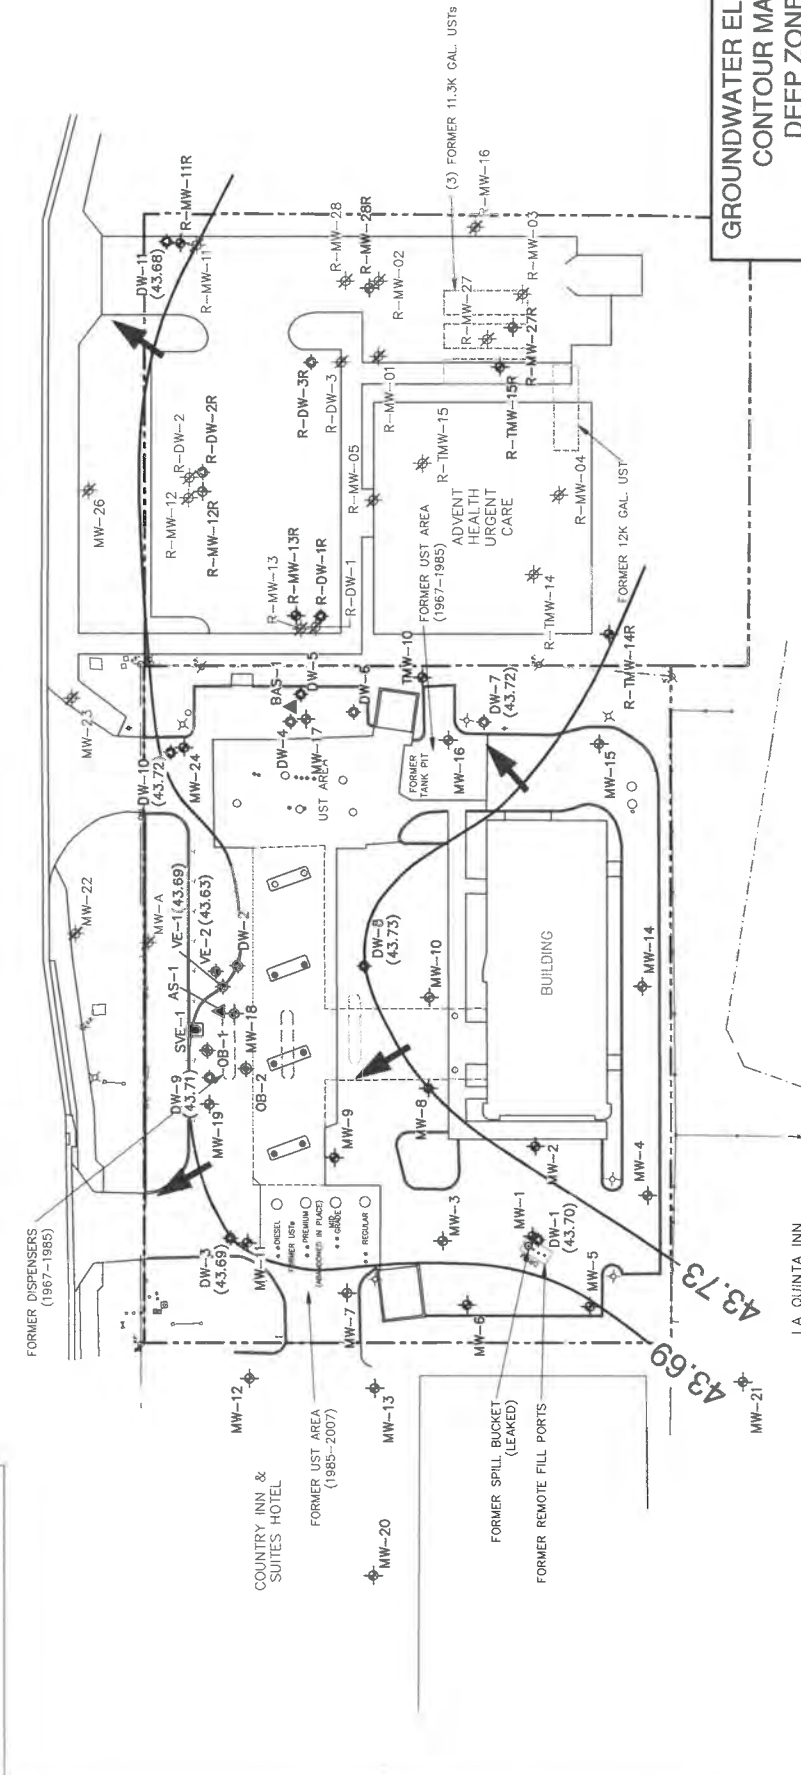 GROUNDWATER EL
CONTOUR MA
DEEP ZONE
FORMER DISPENSERS
(1967-1985)
MW-22
MW-A
VE-1 (43.69)
VE-2 (43.63)
AS-1
SVE-1
DW-2
DW-9
(43.71)
OB-1
MW-18
OB-2
MW-19
DW-3
(43.69)
MW-11
MW-23
DW-10
(43.72)
MW-24
MW-26
R-MW-12
R-DW-2
R-MW-12R
R-DW-2R
DW-11
(43.68)
R-MW-11R
R-MW-11
R-MW-28
R-MW-28R
R-MW-02
R-DW-3R
R-DW-3
R-MW-01
R-MW-05
R-MW-13
R-MW-13R
R-DW-1R
R-DW-1
BAS-1
DW-5
DW-4
MW-17
UST AREA
DW-6
TMW-10
FORMER
TANK PIT
MW-16
DW-7
(43.72)
FORMER UST AREA
(1967-1985)
ADVENT
HEALTH
URGENT
CARE
R-TMW-15
R-TMW-15R
R-MW-27
R-MW-27R
(3) FORMER 11.3K GAL. USTs
R-MW-16
R-MW-03
R-MW-04
R-TMW-14
FORMER 12K GAL. UST
R-TMW-14R
MW-15
DW-8
(43.73)
MW-10
BUILDING
MW-14
MW-8
MW-9
MW-2
MW-4
MW-3
MW-1
DW-1
(43.70)
MW-5
MW-6
MW-7
DIESEL
FORMER USTs
PREMIUM
(ABANDONED IN PLACE)
MID
GRADE
REGULAR
MW-12
MW-13
COUNTRY INN &
SUITES HOTEL
FORMER UST AREA
(1985-2007)
MW-20
FORMER SPILL BUCKET
(LEAKED)
FORMER REMOTE FILL PORTS
43.73
43.69
MW-21
LA QUINTA INN